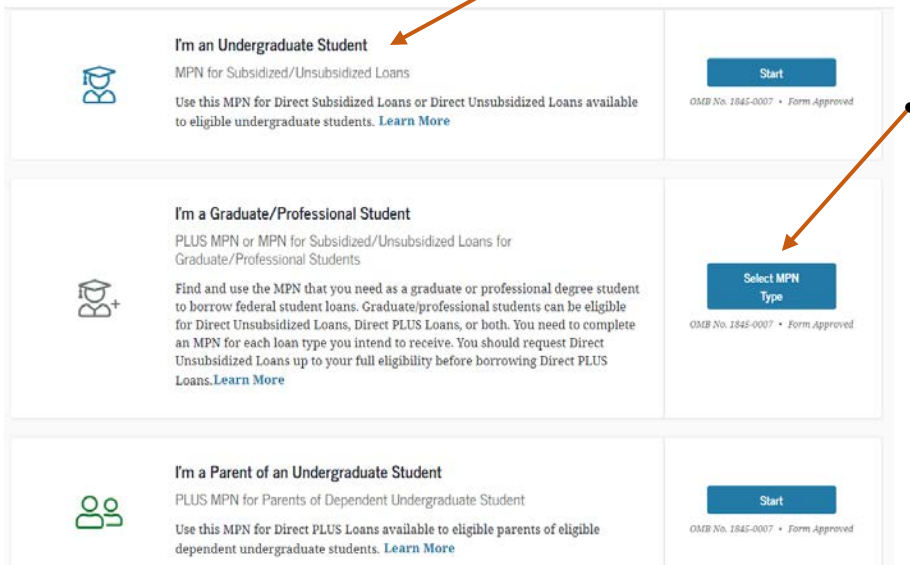 I'm an Undergraduate Student
MPN for Subsidized/Unsubsidized Loans
Use this MPN for Direct Subsidized Loans or Direct Unsubsidized Loans available
to eligible undergraduate students. Learn More
Start
OMB No. 1845-0007 • Form Approved
I'm a Graduate/Professional Student
PLUS MPN or MPN for Subsidized/Unsubsidized Loans for
Graduate/Professional Students
Find and use the MPN that you need as a graduate or professional degree student
to borrow federal student loans. Graduate/professional students can be eligible
for Direct Unsubsidized Loans, Direct PLUS Loans, or both. You need to complete
an MPN for each loan type you intend to receive. You should request Direct
Unsubsidized Loans up to your full eligibility before borrowing Direct PLUS
Loans.Learn More
Select MPN
Type
OMB No. 1845-0007 • Form Approved
I'm a Parent of an Undergraduate Student
PLUS MPN for Parents of Dependent Undergraduate Student
Use this MPN for Direct PLUS Loans available to eligible parents of eligible
dependent undergraduate students. Learn More
Start
OMB No. 1845-0007 • Form Approved